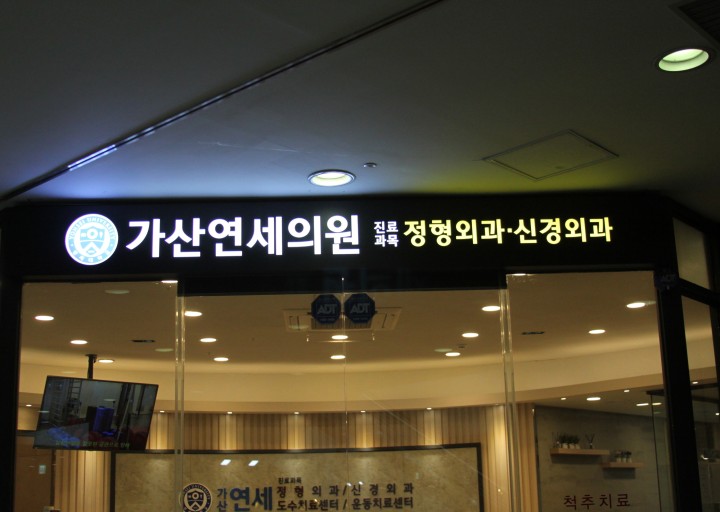 가산연세의원 진료과목 정형외과·신경외과
ADT
ADT
진료과목
가산 연세 정형외과/신경외과
도수치료센터/운동치료센터
척추치료